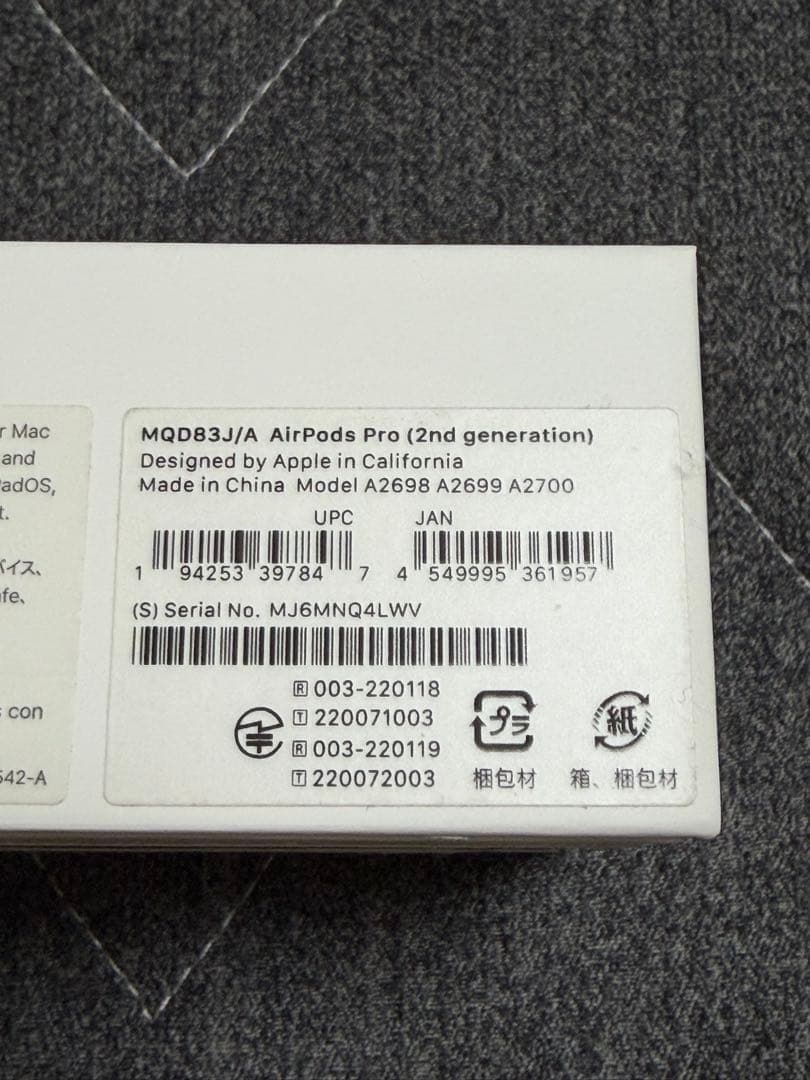 r Mac
and
PadOS,
t.
バイス、
afe、
s con
542-A
MQD83J/A AirPods Pro (2nd generation)
Designed by Apple in California
Made in China Model A2698 A2699 A2700
UPC JAN
1 94253 39784 7 4 549995 361957
(S) Serial No. MJ6MNQ4LWV
R 003-220118
T 220071003
R 003-220119
T 220072003
プラ
梱包材
紙
箱、梱包材